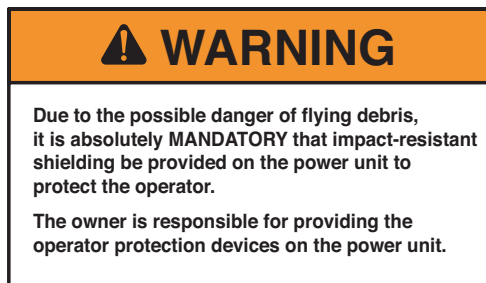 WARNING
Due to the possible danger of flying debris,
it is absolutely MANDATORY that impact-resistant
shielding be provided on the power unit to
protect the operator.
The owner is responsible for providing the
operator protection devices on the power unit.